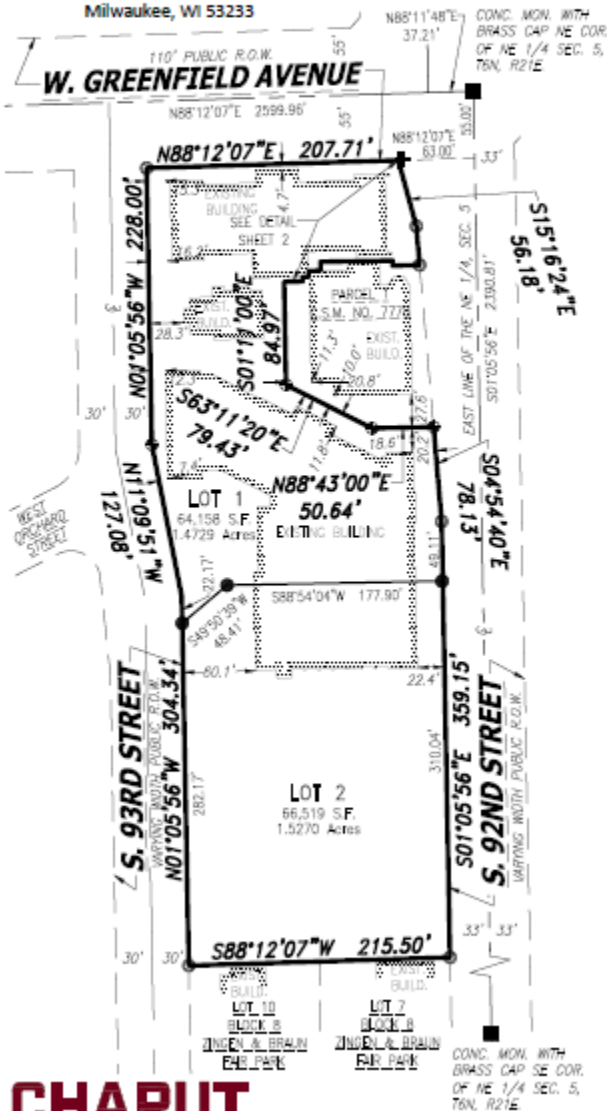 Milwaukee, WI 53233
N88°11'48"E
37.21'
CONC. MON. WITH
BRASS CAP NE COR.
OF NE 1/4 SEC. 5,
T6N, R21E
110' PUBLIC R.O.W.
55'
W. GREENFIELD AVENUE
N88°12'07"E 2599.96'
55'
55.00'
N88°12'07"E
63.00'
N88°12'07"E 207.71'
33'
EXISTING
BUILDING
4.7'
SEE DETAIL
SHEET 2
16.2'
S15°16'24"E
56.18'
228.00'
N01°05'56"W
EXIST.
BUILD.
28.3'
S01°11'00"E
84.97'
PARCEL 1
C.S.M. NO. 777
EXIST.
BUILD.
11.3'
10.0'
20.8'
EAST LINE OF THE NE 1/4, SEC. 5
S01°05'56"E 2390.81'
30' 30'
S63°11'20"E
79.43'
11.8'
18.6'
27.6'
20.2'
N88°43'00"E
50.64'
S04°54'40"E
78.13'
N11°09'51"W
127.08'
7.4'
WEST
ORCHARD
STREET
LOT 1
64,158 S.F.
1.4729 Acres
EXISTING BUILDING
22.17'
49.11'
S88°54'04"W 177.90'
S49°50'39"W
48.41'
60.1'
22.4'
S. 93RD STREET
VARYING WIDTH PUBLIC R.O.W.
N01°05'56"W 304.34'
282.17'
LOT 2
66,519 S.F.
1.5270 Acres
310.04'
S01°05'56"E 359.15'
S. 92ND STREET
VARYING WIDTH PUBLIC R.O.W.
30' 30'
S88°12'07"W 215.50'
33' 33'
EXIST.
BUILD.
EXIST.
BUILD.
LOT 10
BLOCK 8
ZINGEN & BRAUN
FAIR PARK
LOT 7
BLOCK 8
ZINGEN & BRAUN
FAIR PARK
CONC. MON. WITH
BRASS CAP SE COR.
OF NE 1/4 SEC. 5,
T6N, R21E
CHAPUT